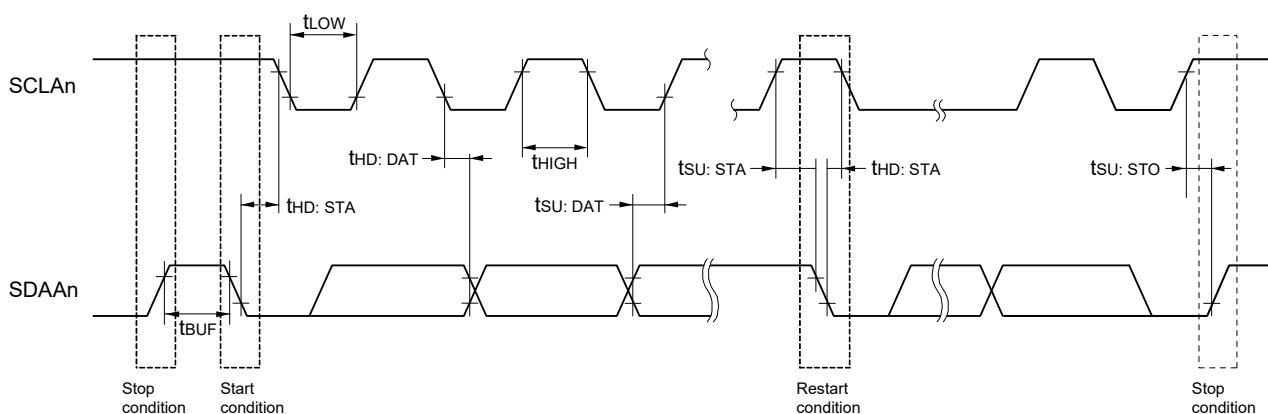 tLOW
SCLAn
tHD: DAT
tHIGH
tSU: STA
tHD: STA
tSU: STO
tHD: STA
tSU: DAT
SDAAn
tBUF
Stop
condition
Start
condition
Restart
condition
Stop
condition